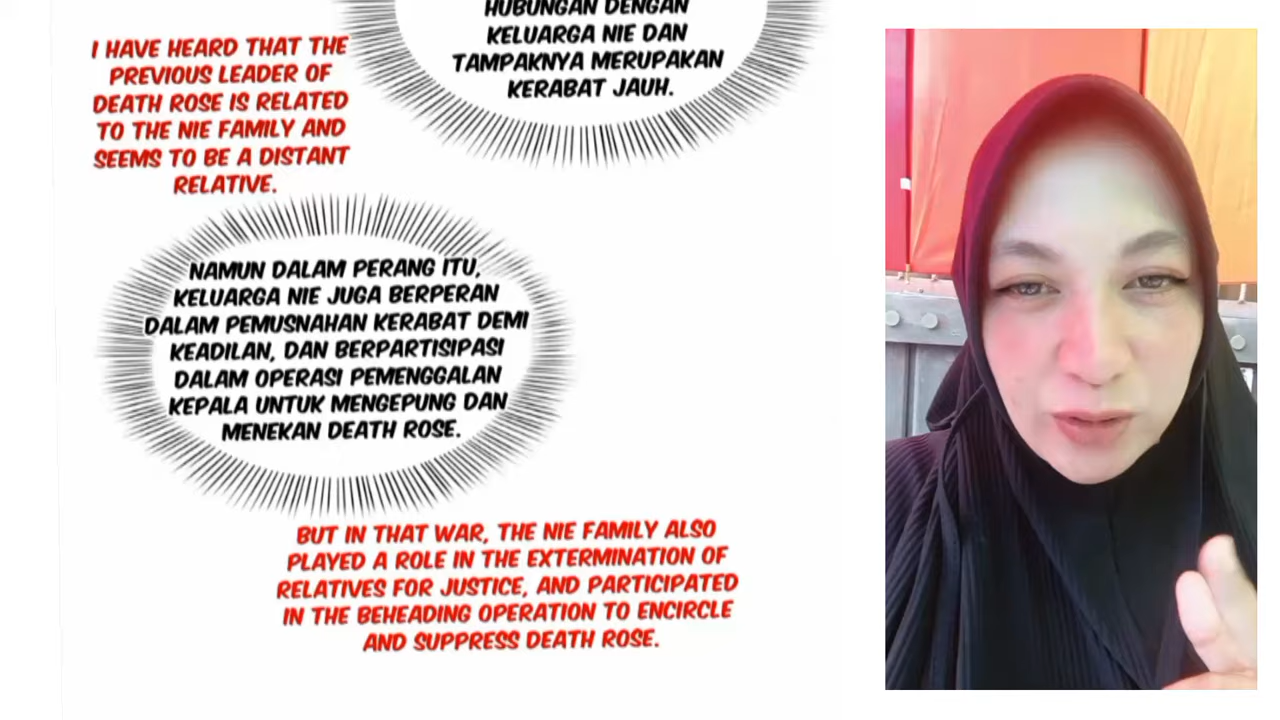 HUBUNGAN DENGAN
KELUARGA NIE DAN
TAMPAKNYA MERUPAKAN
KERABAT JAUH.
I HAVE HEARD THAT THE
PREVIOUS LEADER OF
DEATH ROSE IS RELATED
TO THE NIE FAMILY AND
SEEMS TO BE A DISTANT
RELATIVE.
NAMUN DALAM PERANG ITU,
KELUARGA NIE JUGA BERPERAN
DALAM PEMUSNAHAN KERABAT DEMI
KEADILAN, DAN BERPARTISIPASI
DALAM OPERASI PEMENGGALAN
KEPALA UNTUK MENGEPUNG DAN
MENEKAN DEATH ROSE.
BUT IN THAT WAR, THE NIE FAMILY ALSO
PLAYED A ROLE IN THE EXTERMINATION OF
RELATIVES FOR JUSTICE, AND PARTICIPATED
IN THE BEHEADING OPERATION TO ENCIRCLE
AND SUPPRESS DEATH ROSE.